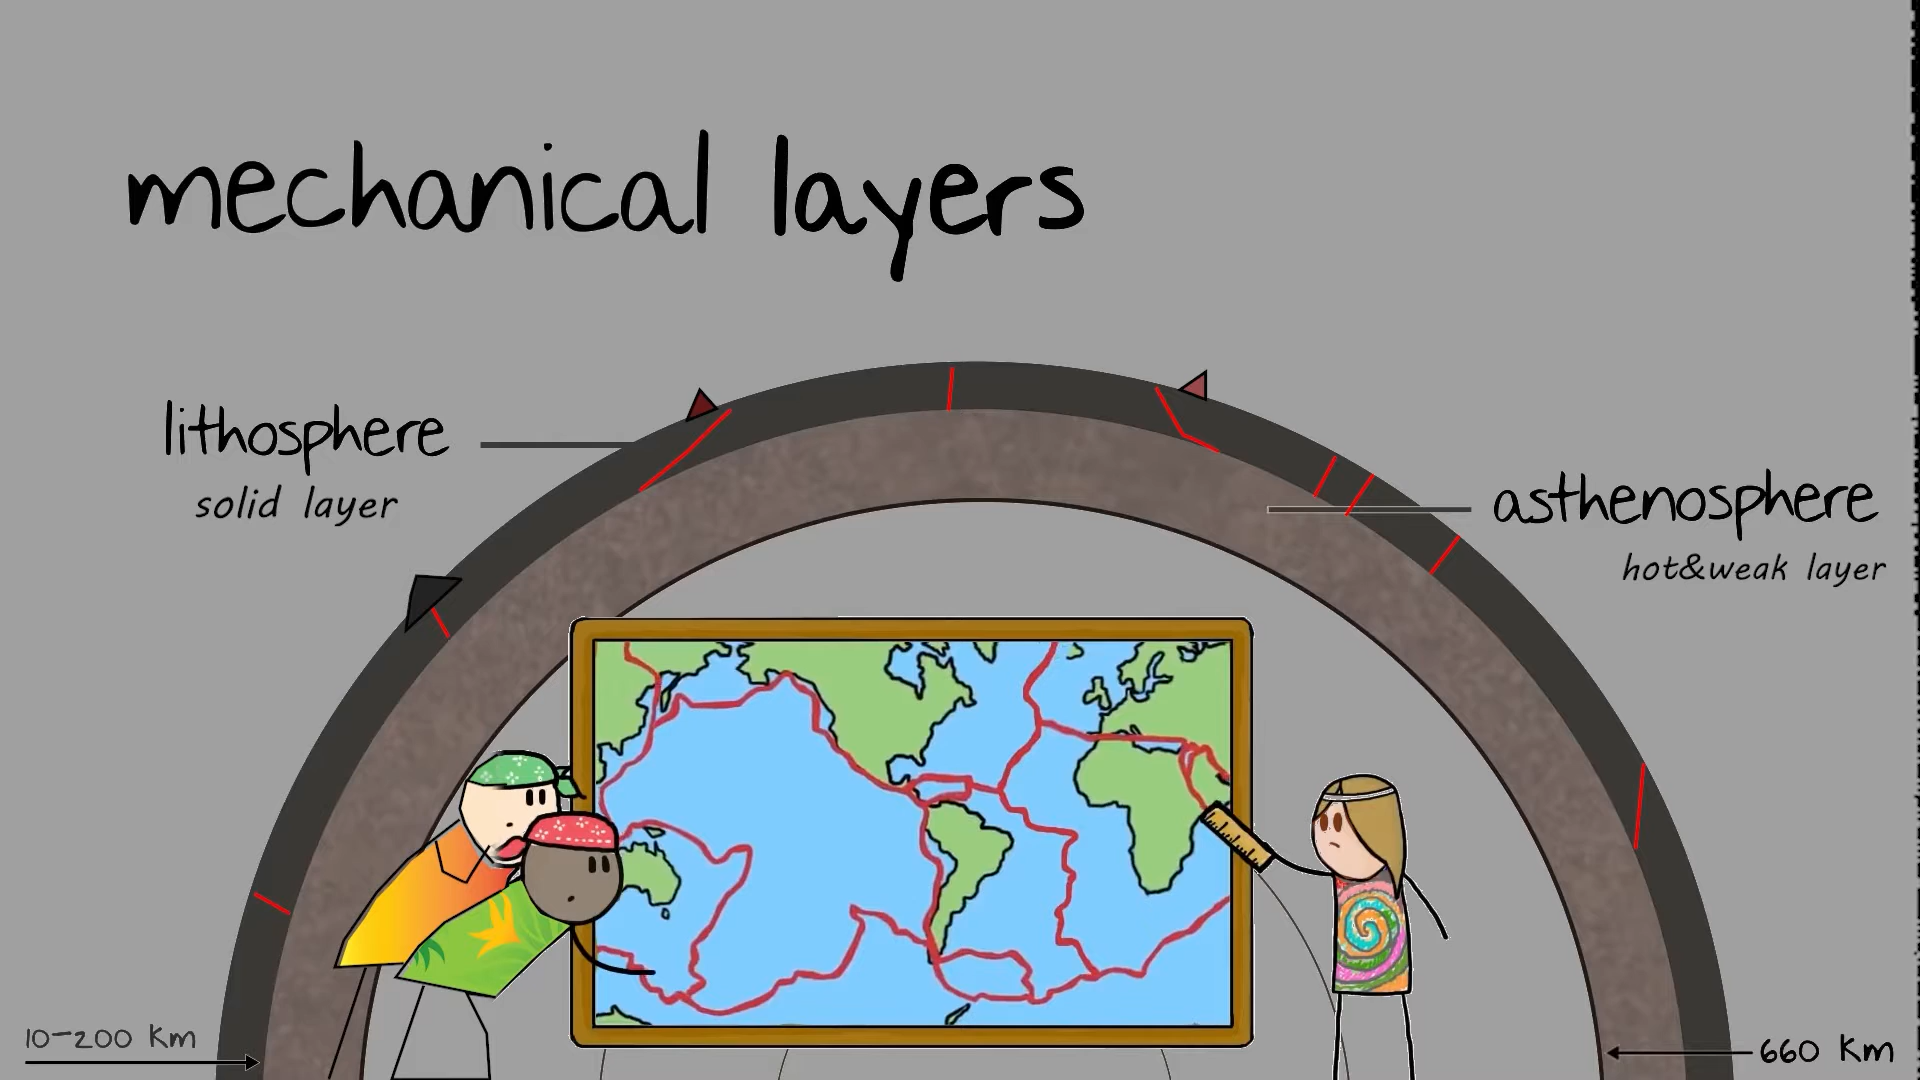 mechanical layers
lithosphere
solid layer
asthenosphere
hot&weak layer
10-200 Km
660 Km